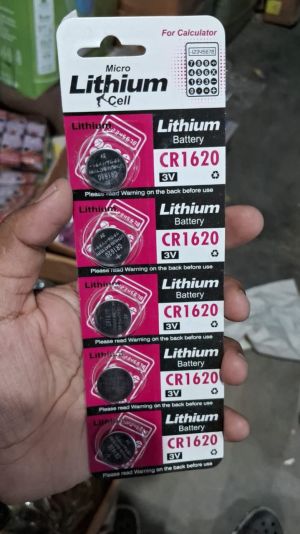 For Calculator
Micro
Lithium
Cell
Lithium
Lithium
Battery
CR1620
3V
Please read Warning on the back before use
Lithium
Lithium
Battery
CR1620
3V
Please read Warning on the back before use
Lithium
Lithium
Battery
CR1620
3V
Please read Warning on the back before use
Lithium
Lithium
Battery
CR1620
3V
Please read Warning on the back before use
Lithium
Lithium
Battery
CR1620
3V
Please read Warning on the back before use